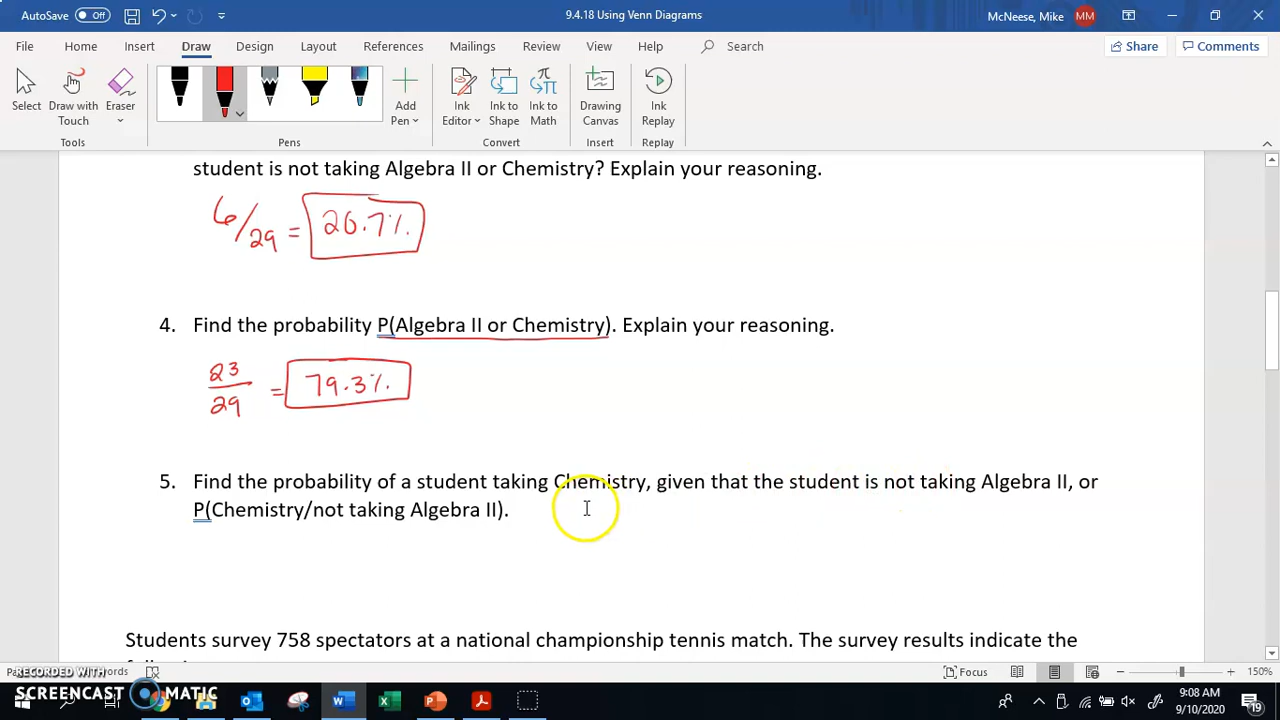 AutoSave Off
9.4.18 Using Venn Diagrams
McNeese, Mike MM
File Home Insert Draw Design Layout References Mailings Review View Help Search
Share Comments
Select Draw with Touch Eraser
Add Pen
Ink Editor Ink to Shape Ink to Math
Drawing Canvas
Ink Replay
Tools Pens Convert Insert Replay
student is not taking Algebra II or Chemistry? Explain your reasoning.
6/29 = 20.7%.
4. Find the probability P(Algebra II or Chemistry). Explain your reasoning.
23
29
= 79.3%.
5. Find the probability of a student taking Chemistry, given that the student is not taking Algebra II, or
P(Chemistry/not taking Algebra II).
Students survey 758 spectators at a national championship tennis match. The survey results indicate the
RECORDED WITH
SCREENCAST MATIC
words
Focus
150%
9:08 AM
9/10/2020
19